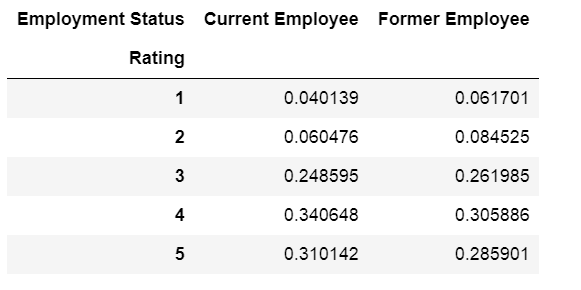 Employment Status Current Employee Former Employee
Rating
1 0.040139 0.061701
2 0.060476 0.084525
3 0.248595 0.261985
4 0.340648 0.305886
5 0.310142 0.285901